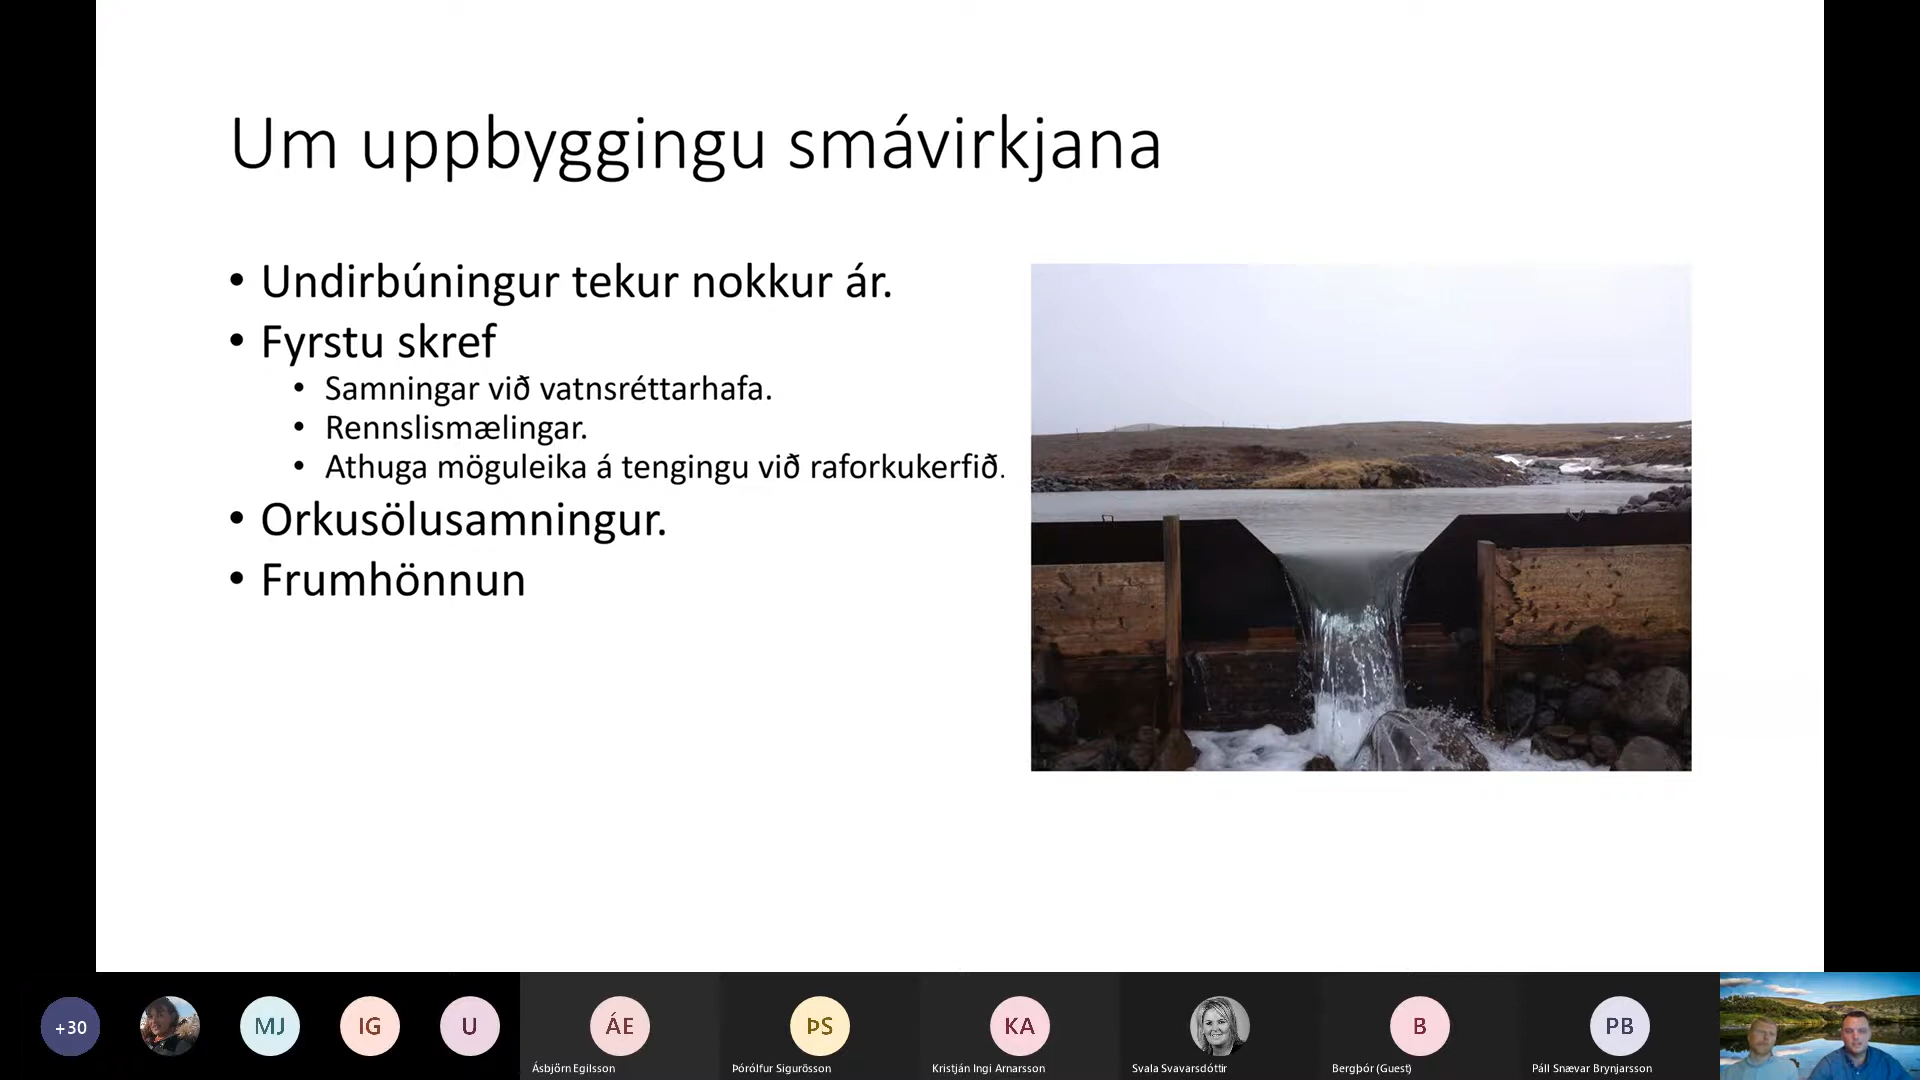 Um uppbyggingu smávirkjana
• Undirbúningur tekur nokkur ár.
• Fyrstu skref
• Samningar við vatnsréttarhafa.
• Rennslismælingar.
• Athuga möguleika á tengingu við raforkukerfið.
• Orkusölusamningur.
• Frumhönnun
+30
MJ
IG
U
ÁE
ÞS
KA
B
PB
Ásbjörn Egilsson
Þórólfur Sigurðsson
Kristján Ingi Arnarsson
Svala Svavarsdóttir
Bergþór (Guest)
Páll Snævar Brynjarsson